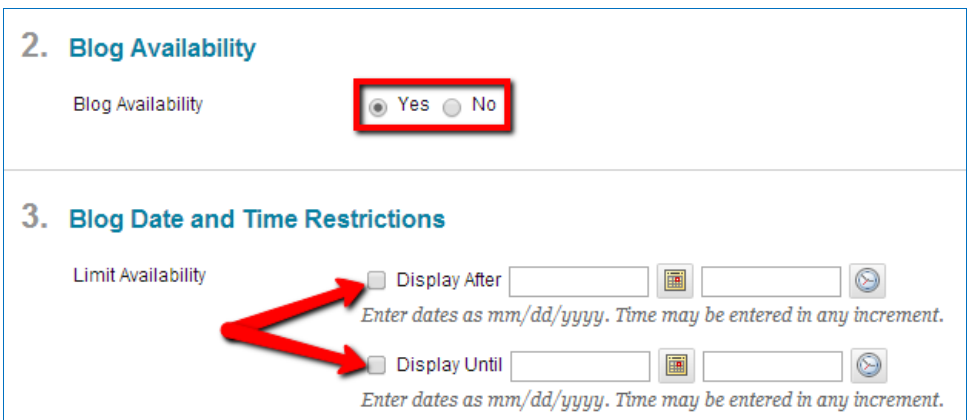 2. Blog Availability
Blog Availability Yes No
3. Blog Date and Time Restrictions
Limit Availability Display After
Enter dates as mm/dd/yyyy. Time may be entered in any increment.
Display Until
Enter dates as mm/dd/yyyy. Time may be entered in any increment.